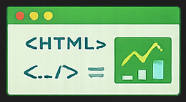 <HTML>
<../> =